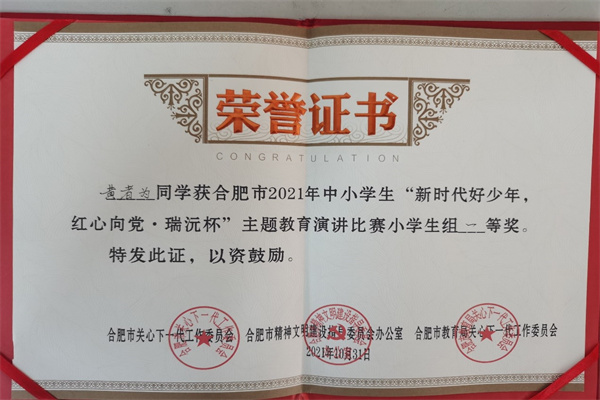 荣誉证书
CONGRATULATION
黄者为同学获合肥市2021年中小学生“新时代好少年，
红心向党·瑞沅杯”主题教育演讲比赛小学生组二等奖。
特发此证，以资鼓励。
合肥市关心下一代工作委员会 合肥市精神文明建设指导委员会办公室 合肥市教育局关心下一代工作委员会
2021年10月31日